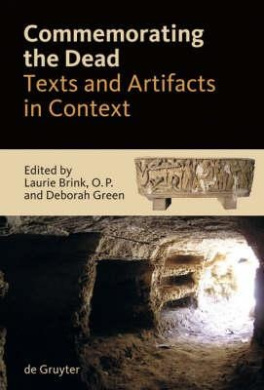 Commemorating
the Dead
Texts and Artifacts
in Context
Edited by
Laurie Brink, O. P.
and Deborah Green
de Gruyter